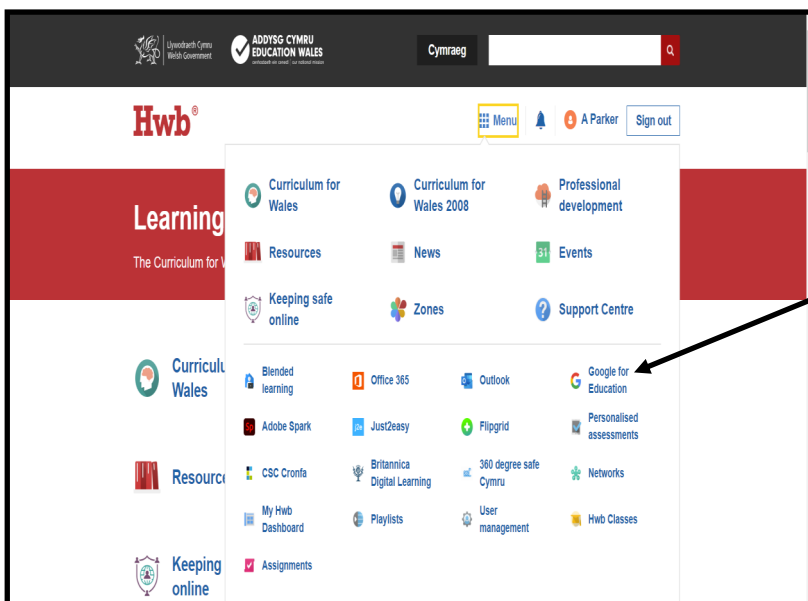 Llywodraeth Cymru
Welsh Government
ADDYSG CYMRU
EDUCATION WALES
Cymraeg
Hwb®
Menu
A Parker
Sign out
Learning
The Curriculum for W
Curriculum for
Wales
Curriculum for
Wales 2008
Professional
development
Resources
News
31
Events
Keeping safe
online
Zones
Support Centre
Curriculu
Wales
Resource
Keeping
online
Blended
learning
Office 365
Outlook
Google for
Education
Adobe Spark
Just2easy
Flipgrid
Personalised
assessments
CSC Cronfa
Britannica
Digital Learning
360 degree safe
Cymru
Networks
My Hwb
Dashboard
Playlists
User
management
Hwb Classes
Assignments